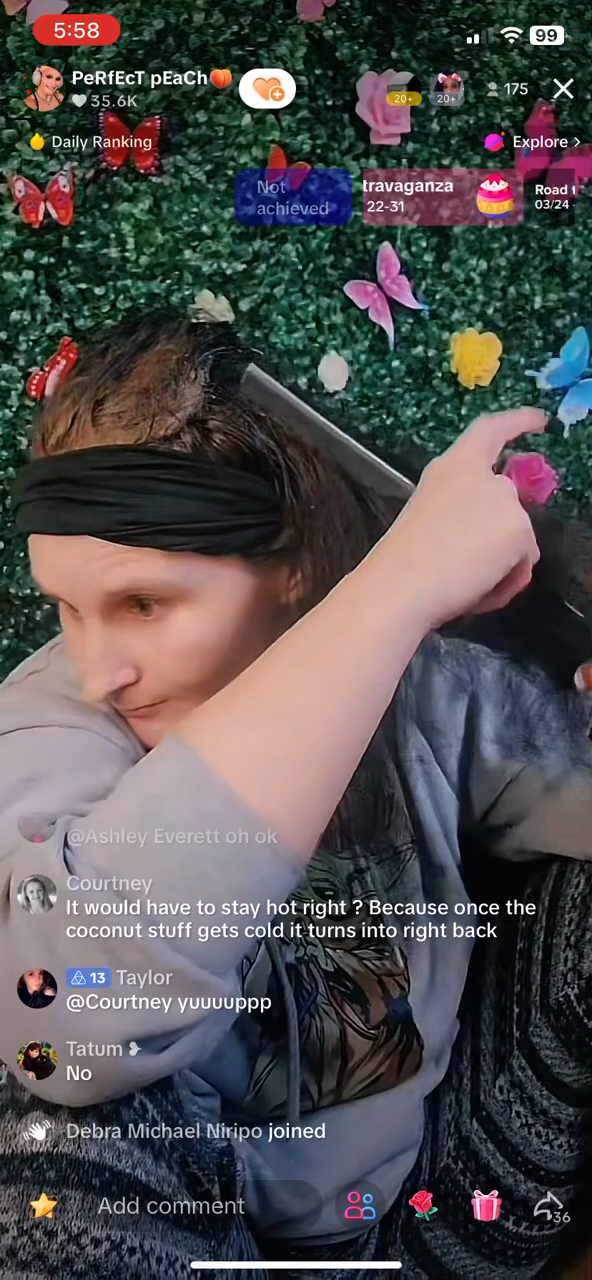 5:58
99
PeRfEcT pEaCh🍑
35.6K
20+
20+
175
Daily Ranking
Explore >
Not
achieved
travaganza
22-31
Road t
03/24 -
@Ashley Everett oh ok
Courtney
It would have to stay hot right ? Because once the
coconut stuff gets cold it turns into right back
13 Taylor
@Courtney yuuuuppp
Tatum ❥
No
Debra Michael Niripo joined
Add comment
36